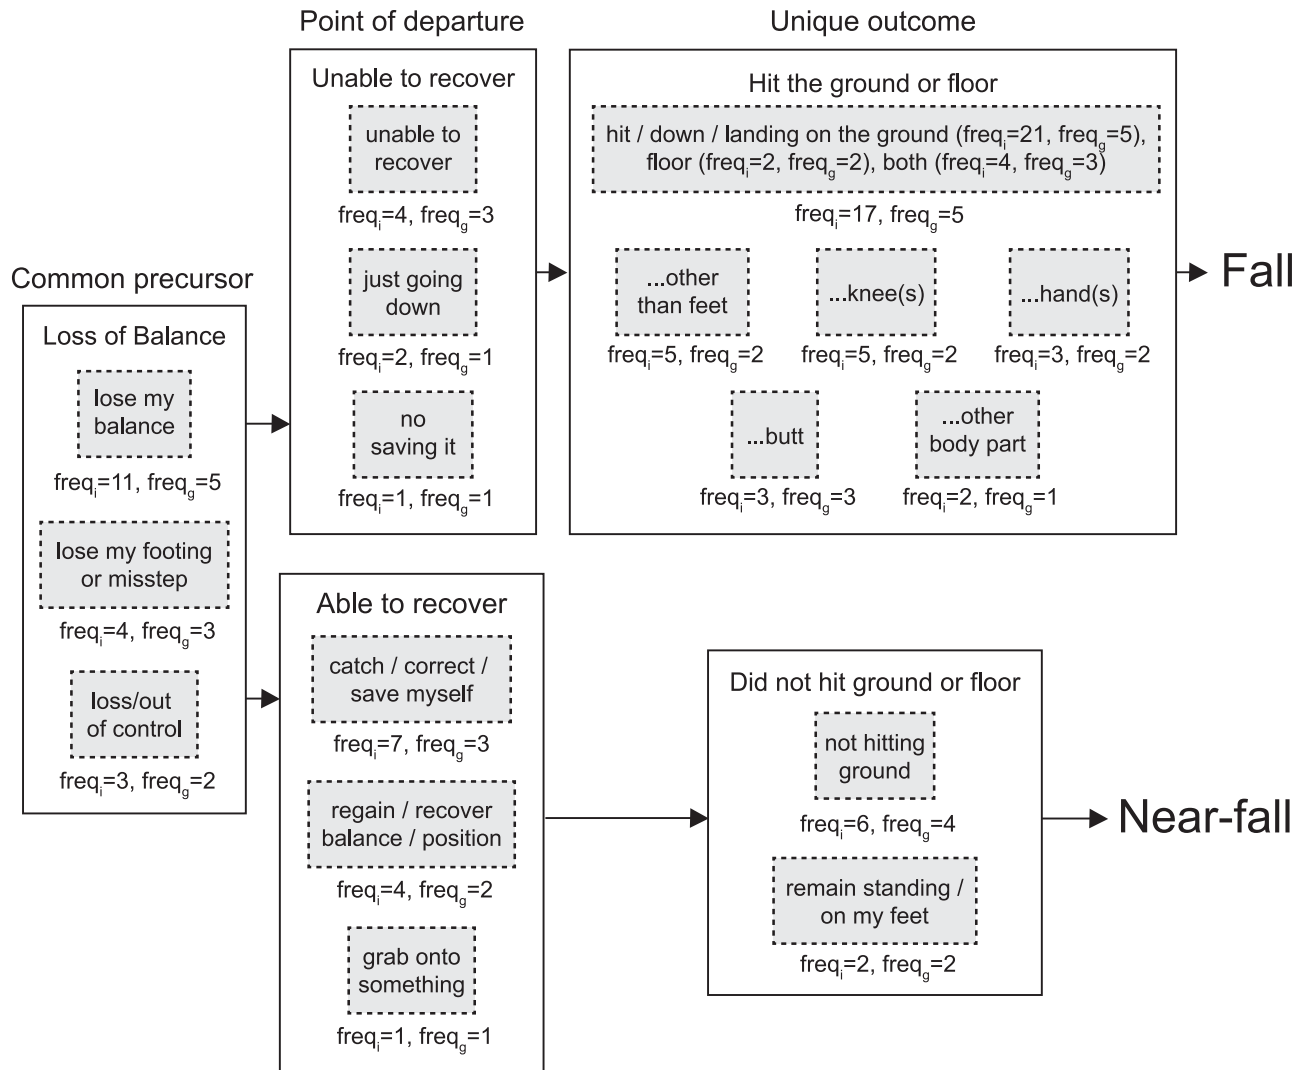 Point of departure
Unique outcome
Common precursor
Loss of Balance
lose my
balance
freqi=11, freqg=5
lose my footing
or misstep
freqi=4, freqg=3
loss/out
of control
freqi=3, freqg=2
Unable to recover
unable to
recover
freqi=4, freqg=3
just going
down
freqi=2, freqg=1
no
saving it
freqi=1, freqg=1
Hit the ground or floor
hit / down / landing on the ground (freqi=21, freqg=5),
floor (freqi=2, freqg=2), both (freqi=4, freqg=3)
freqi=17, freqg=5
...other
than feet
freqi=5, freqg=2
...knee(s)
freqi=5, freqg=2
...hand(s)
freqi=3, freqg=2
...butt
freqi=3, freqg=3
...other
body part
freqi=2, freqg=1
Fall
Able to recover
catch / correct /
save myself
freqi=7, freqg=3
regain / recover
balance / position
freqi=4, freqg=2
grab onto
something
freqi=1, freqg=1
Did not hit ground or floor
not hitting
ground
freqi=6, freqg=4
remain standing /
on my feet
freqi=2, freqg=2
Near-fall